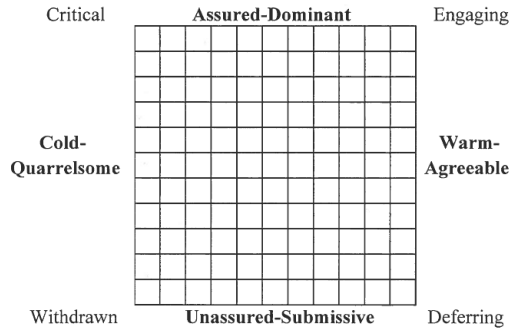 Critical Assured-Dominant Engaging
Cold-
Quarrelsome
Warm-
Agreeable
Withdrawn Unassured-Submissive Deferring